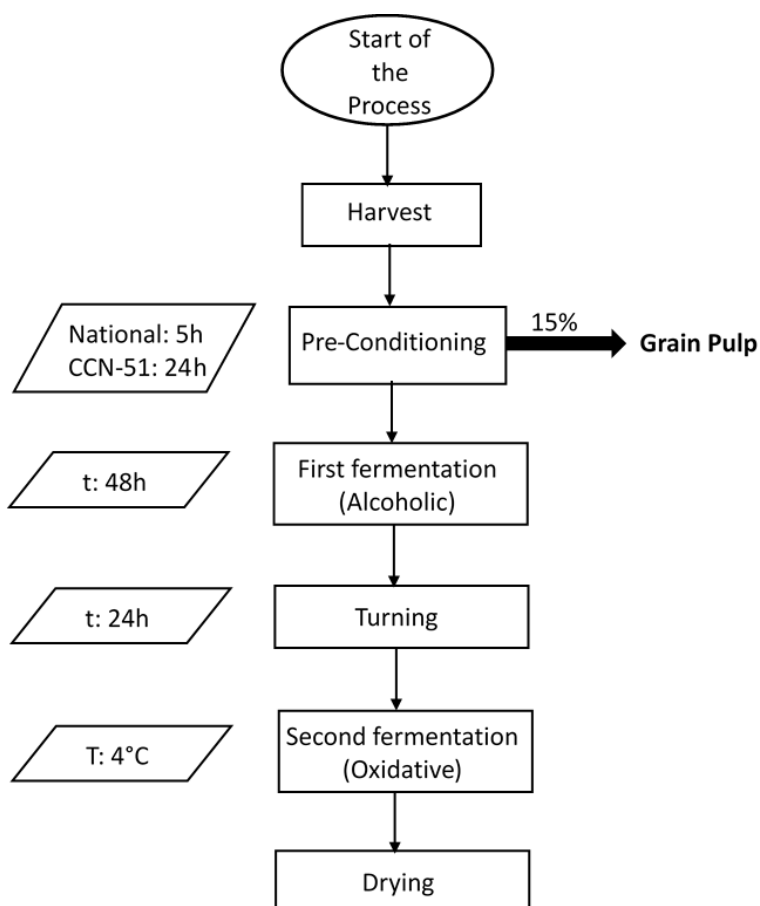 Start of
the
Process
Harvest
National: 5h
CCN-51: 24h
Pre-Conditioning
15%
Grain Pulp
t: 48h
First fermentation
(Alcoholic)
t: 24h
Turning
T: 4°C
Second fermentation
(Oxidative)
Drying